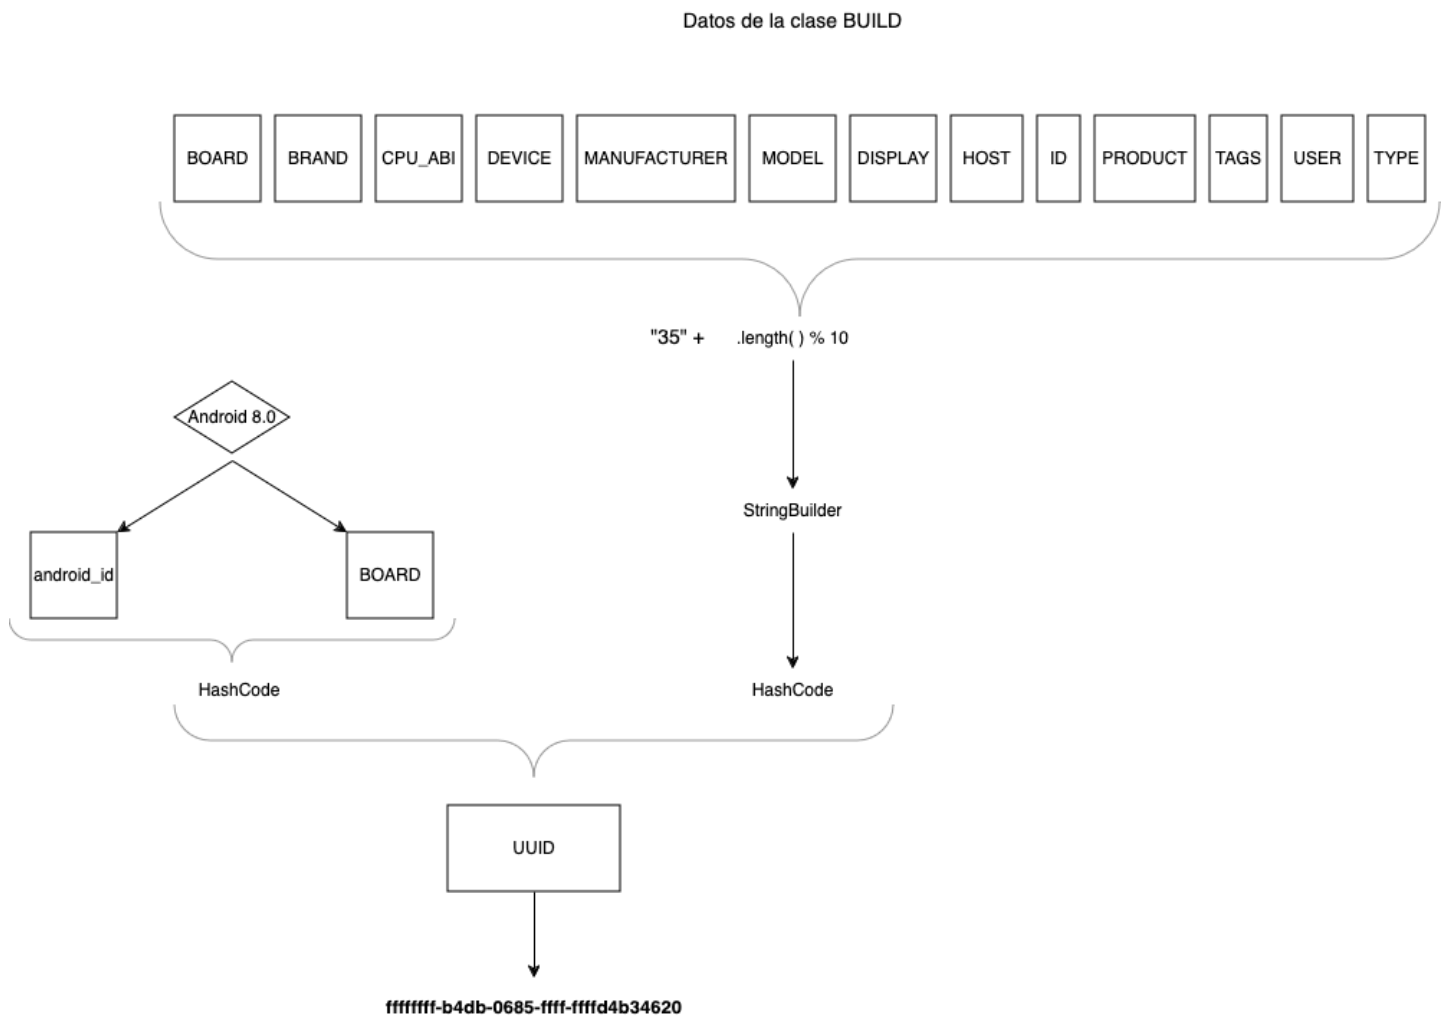 Datos de la clase BUILD
BOARD BRAND CPU_ABI DEVICE MANUFACTURER MODEL DISPLAY HOST ID PRODUCT TAGS USER TYPE
"35" + .length( ) % 10
Android 8.0
StringBuilder
android_id BOARD
HashCode HashCode
UUID
ffffffff-b4db-0685-ffff-ffffd4b34620